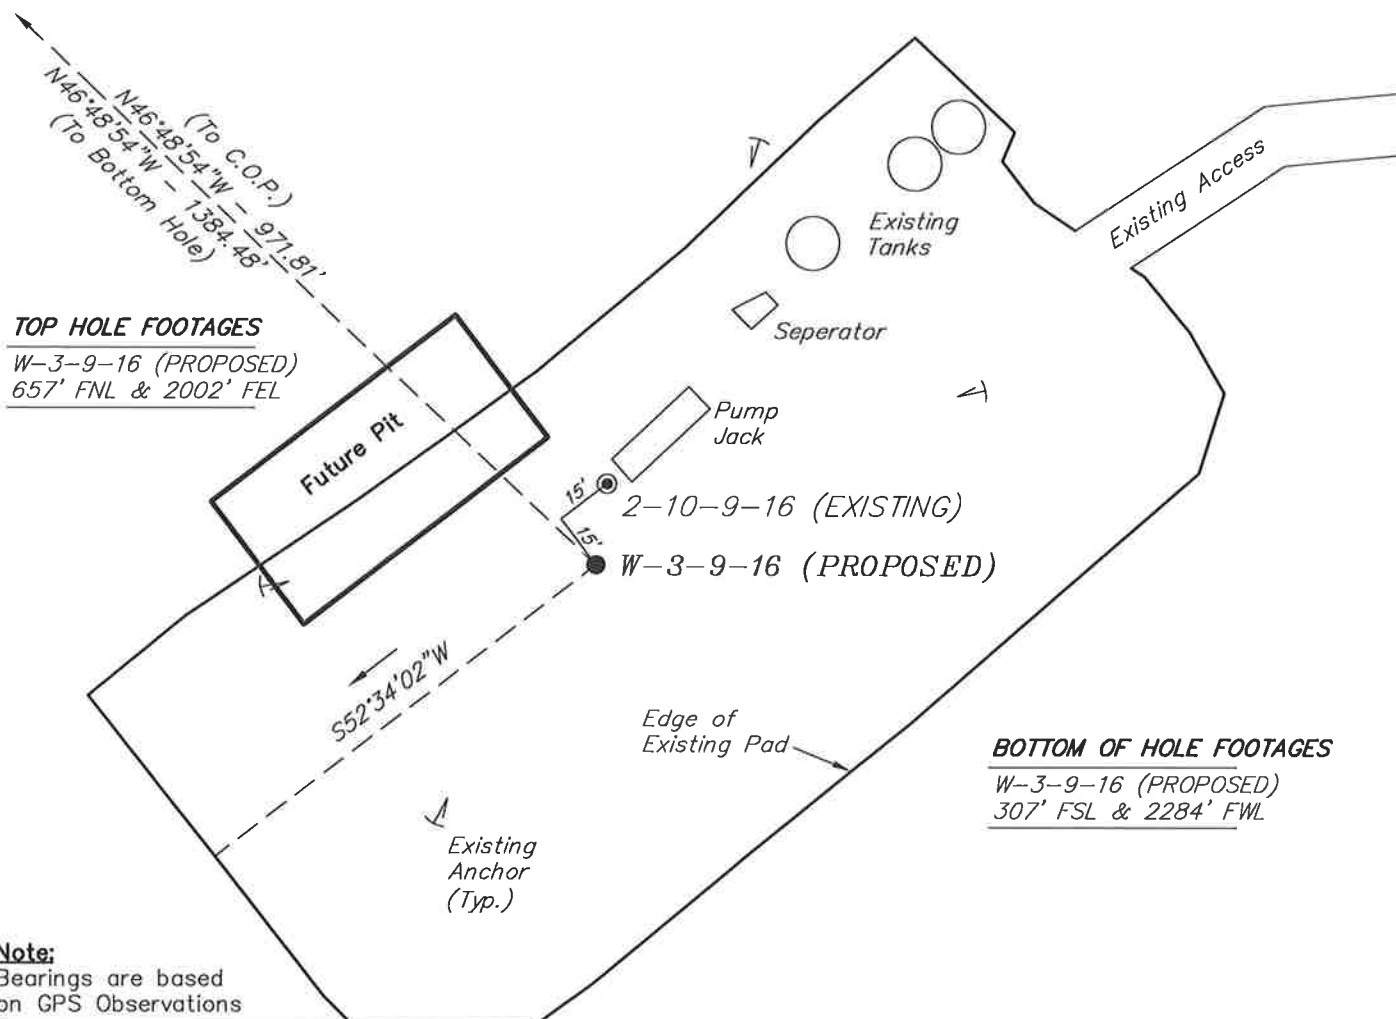 (To C.O.P.)
N46°48'54"W - 971.81'
N46°48'54"W - 1384.48'
(To Bottom Hole)
Existing Access
Existing
Tanks
Seperator
TOP HOLE FOOTAGES
W-3-9-16 (PROPOSED)
657' FNL & 2002' FEL
Future Pit
Pump
Jack
15'
2-10-9-16 (EXISTING)
15'
W-3-9-16 (PROPOSED)
S52°34'02"W
Edge of
Existing Pad
BOTTOM OF HOLE FOOTAGES
W-3-9-16 (PROPOSED)
307' FSL & 2284' FWL
Existing
Anchor
(Typ.)
Note:
Bearings are based
on GPS Observations